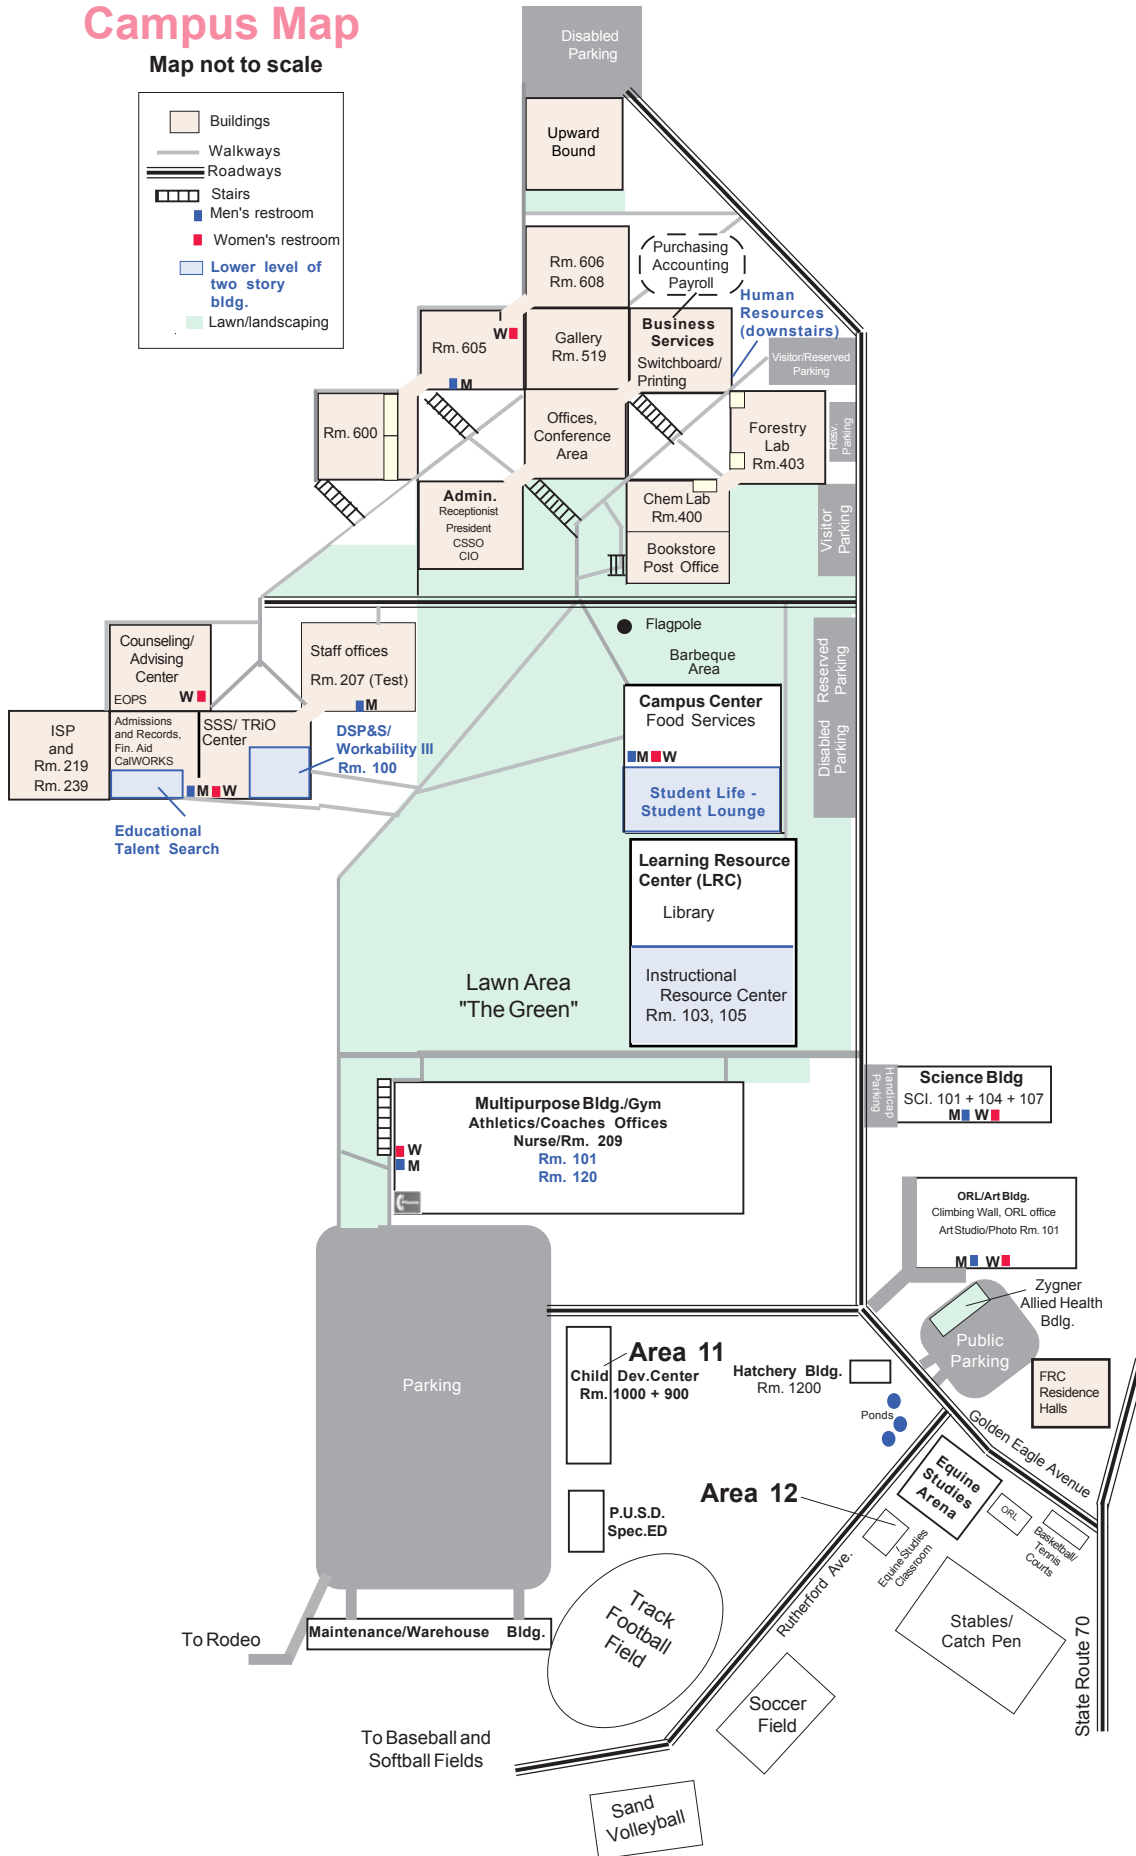 Campus Map
Map not to scale
Buildings
Walkways
Roadways
Stairs
Men's restroom
Women's restroom
Lower level of
two story
bldg.
Lawn/landscaping
Disabled
Parking
Upward
Bound
Rm. 606
Rm. 608
Purchasing
Accounting
Payroll
Human
Resources
(downstairs)
W
Rm. 605
M
Gallery
Rm. 519
Business
Services
Switchboard/
Printing
Visitor/Reserved
Parking
Rm. 600
Offices,
Conference
Area
Forestry
Lab
Rm.403
Resv.
Parking
Admin.
Receptionist
President
CSSO
CIO
Chem Lab
Rm.400
Bookstore
Post Office
Visitor
Parking
Counseling/
Advising
Center
EOPS
W
Staff offices
Rm. 207 (Test)
M
Flagpole
Barbeque
Area
Reserved
Parking
Disabled
Parking
ISP
and
Rm. 219
Rm. 239
Admissions
and Records,
Fin. Aid
CalWORKS
SSS/ TRiO
Center
M W
DSP&S/
Workability III
Rm. 100
Educational
Talent Search
Campus Center
Food Services
M W
Student Life -
Student Lounge
Learning Resource
Center (LRC)
Library
Instructional
Resource Center
Rm. 103, 105
Lawn Area
"The Green"
Multipurpose Bldg./Gym
Athletics/Coaches Offices
Nurse/Rm. 209
Rm. 101
Rm. 120
W
M
Handicap
Parking
Science Bldg
SCI. 101 + 104 + 107
M W
ORL/Art Bldg.
Climbing Wall, ORL office
Art Studio/Photo Rm. 101
M W
Zygner
Allied Health
Bdlg.
Public
Parking
Parking
Area 11
Child Dev.Center
Rm. 1000 + 900
Hatchery Bldg.
Rm. 1200
Ponds
FRC
Residence
Halls
Golden Eagle Avenue
Equine
Studies
Arena
Area 12
P.U.S.D.
Spec.ED
ORL
Basketball/
Tennis
Courts
Equine Studies
Classroom
Rutherford Ave.
Stables/
Catch Pen
State Route 70
Track
Football
Field
Maintenance/Warehouse Bldg.
To Rodeo
Soccer
Field
To Baseball and
Softball Fields
Sand
Volleyball